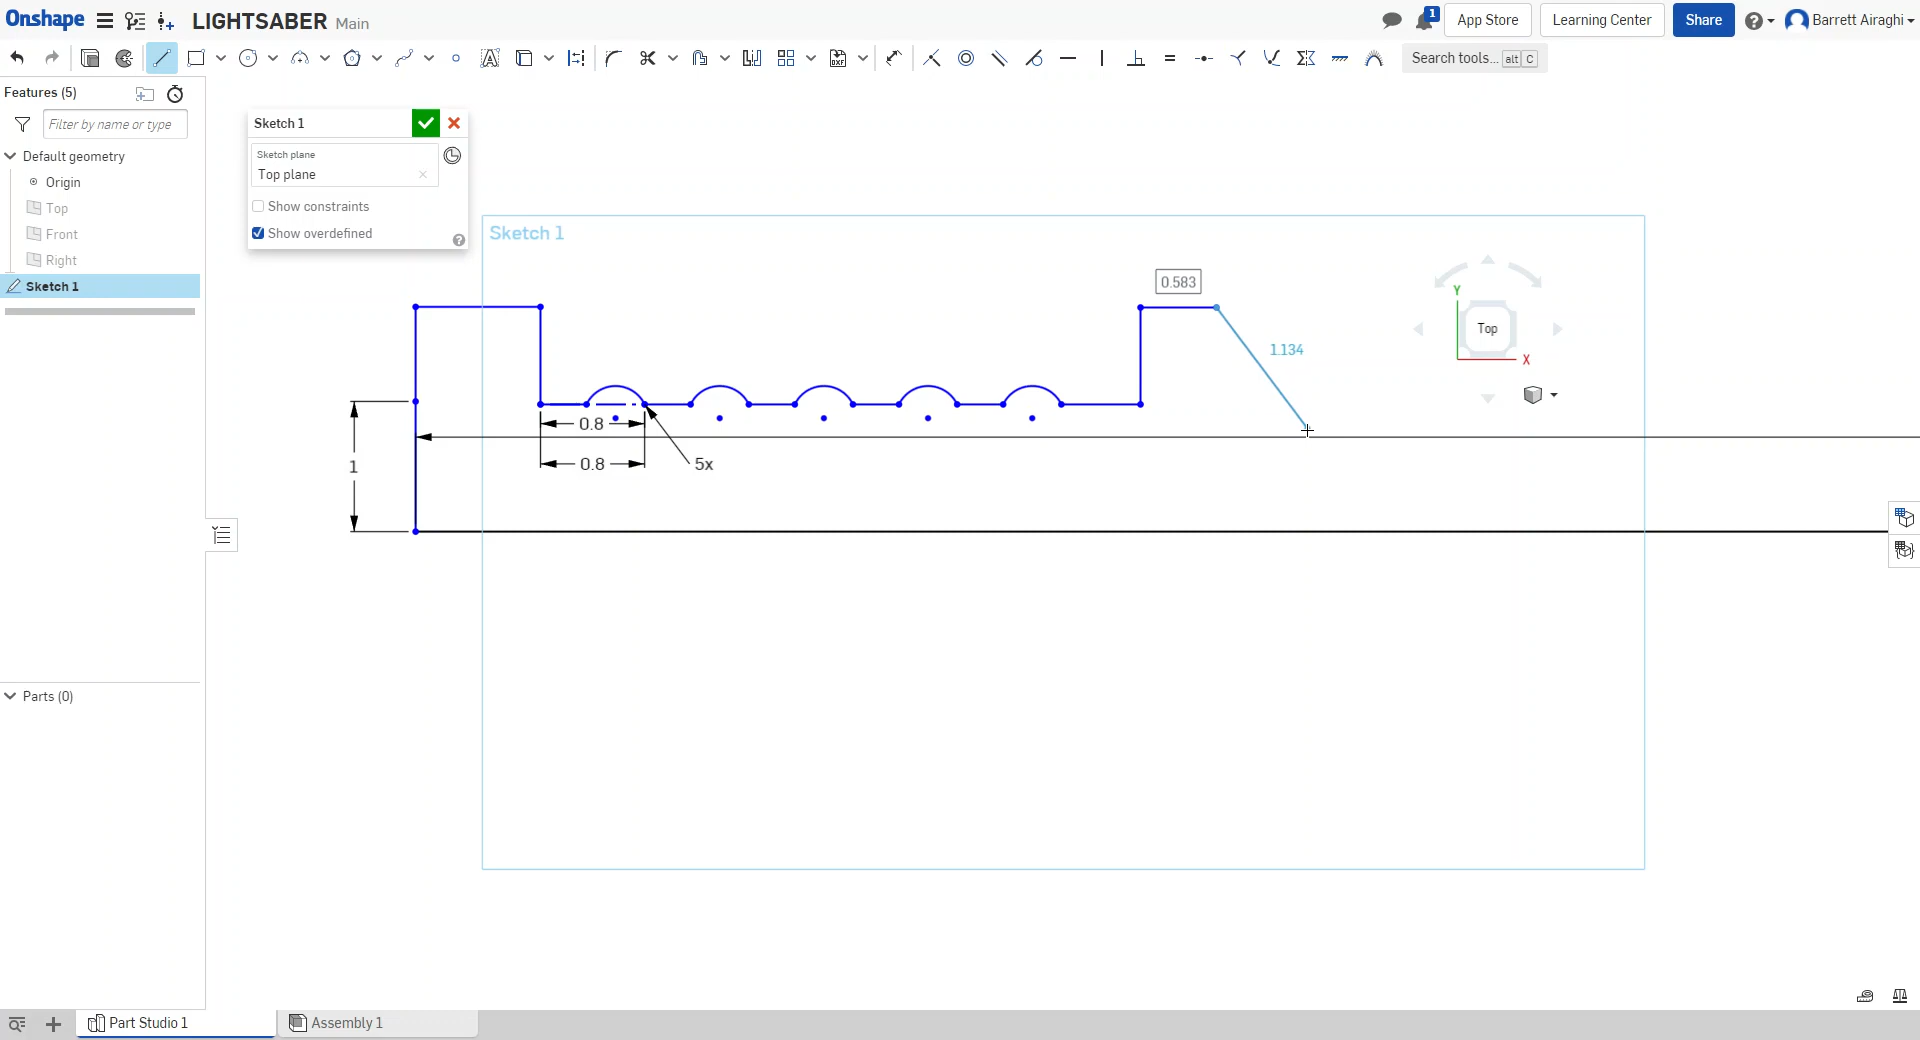 Onshape LIGHTSABER Main 1 App Store Learning Center Share Barrett Airaghi
Search tools... alt C
Features (5)
Filter by name or type
Default geometry
Origin
Top
Front
Right
Sketch 1
Parts (0)
Sketch 1
Sketch plane
Top plane
Show constraints
Show overdefined
Sketch 1
0.583
1.134
Y
Top
X
0.8
0.8
5x
1
Part Studio 1
Assembly 1